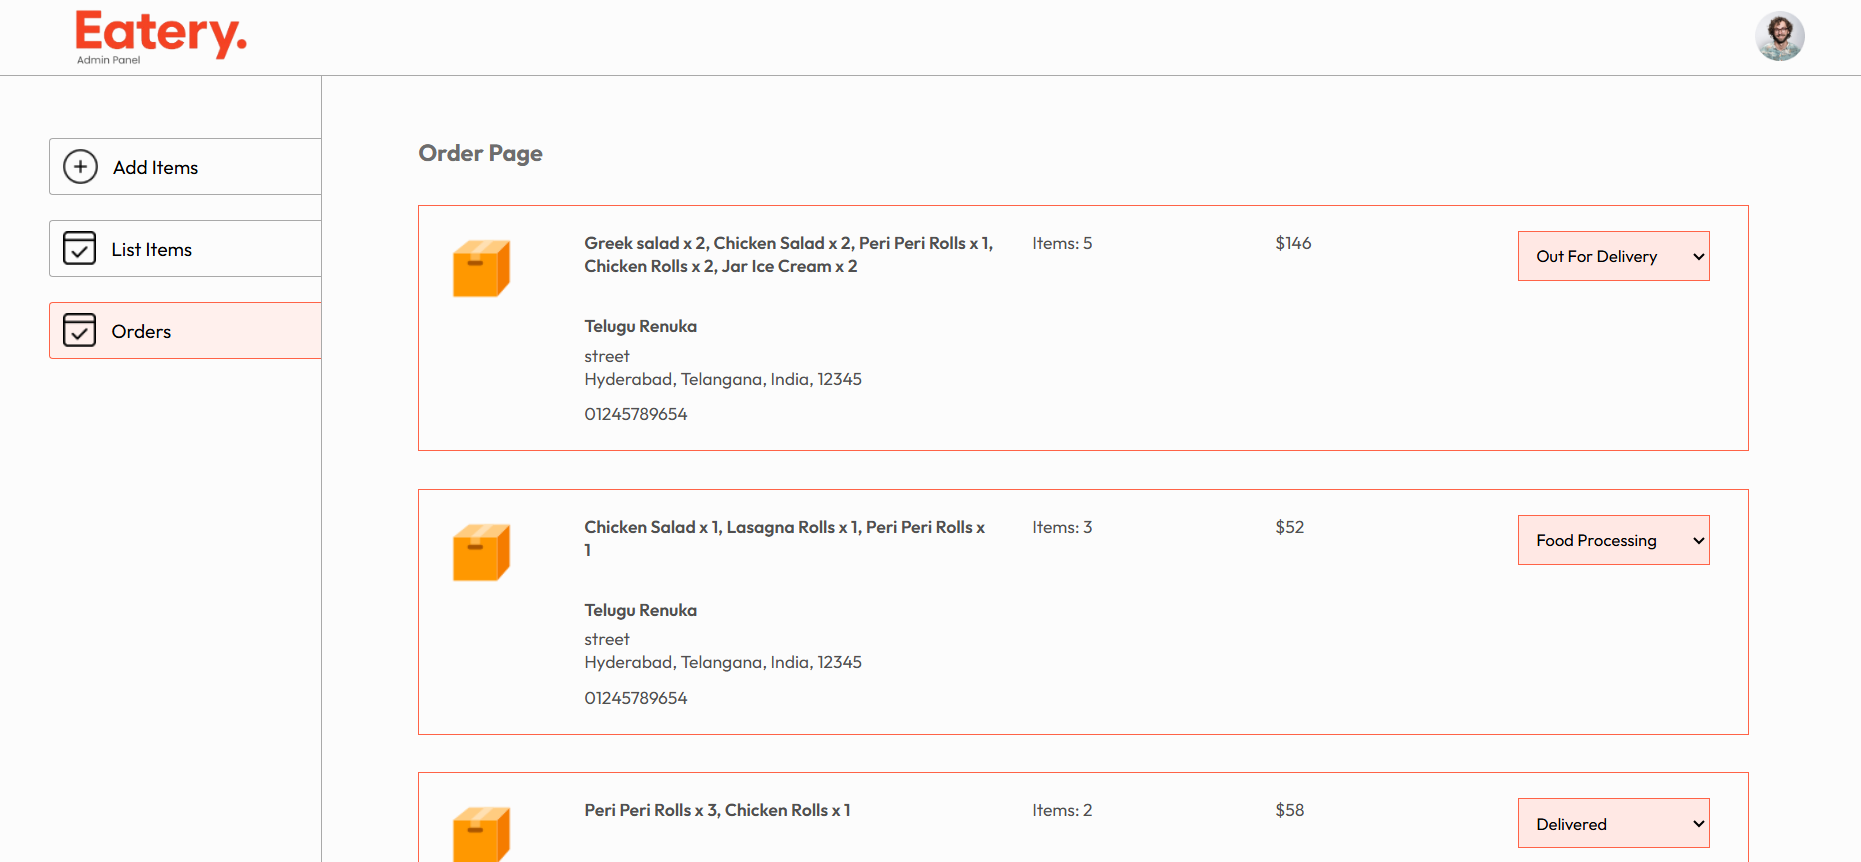 Eatery.
Admin Panel
Add Items
List Items
Orders
Order Page
Greek salad x 2, Chicken Salad x 2, Peri Peri Rolls x 1,
Chicken Rolls x 2, Jar Ice Cream x 2
Items: 5
$146
Out For Delivery
Telugu Renuka
street
Hyderabad, Telangana, India, 12345
01245789654
Chicken Salad x 1, Lasagna Rolls x 1, Peri Peri Rolls x
1
Items: 3
$52
Food Processing
Telugu Renuka
street
Hyderabad, Telangana, India, 12345
01245789654
Peri Peri Rolls x 3, Chicken Rolls x 1
Items: 2
$58
Delivered